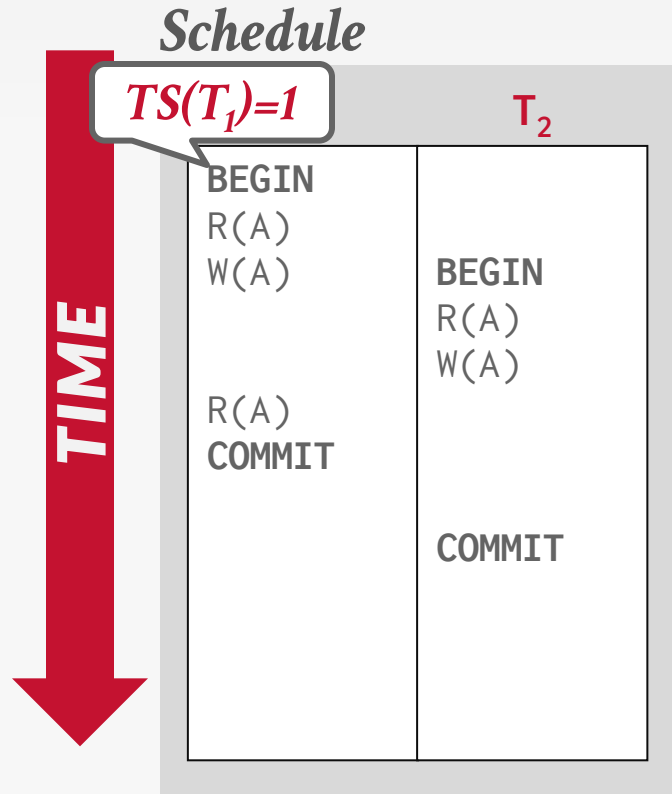 Schedule
TS(T₁)=1
T₂
BEGIN
R(A)
W(A) BEGIN
R(A)
W(A)
R(A)
COMMIT
COMMIT
TIME